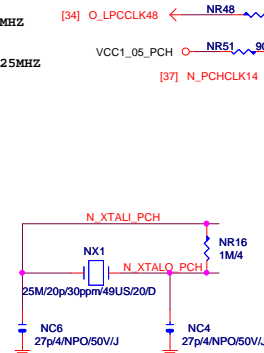 MHZ
[34] O_LPCCLK48 NR48
VCC1_05_PCH NR51 90
25MHZ
[37] N_PCHCLK14
N_XTALI_PCH
NX1
NR16
1M/4
N_XTALO_PCH
25M/20p/30ppm/49US/20/D
NC6
27p/4/NPO/50V/J
NC4
27p/4/NPO/50V/J